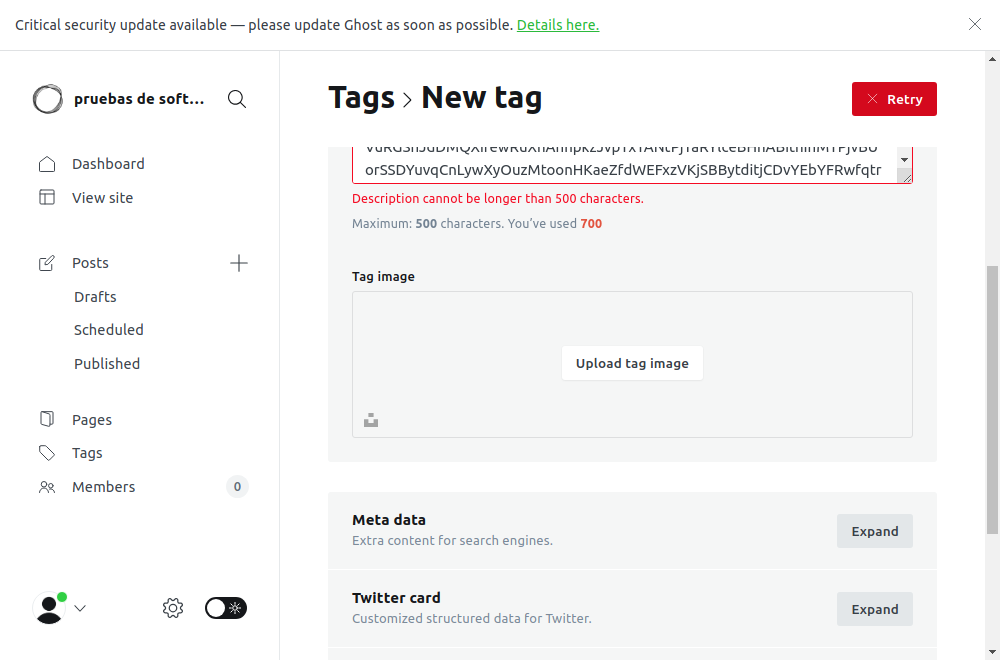 Critical security update available — please update Ghost as soon as possible. Details here.
pruebas de soft...
Dashboard
View site
Posts
Drafts
Scheduled
Published
Pages
Tags
Members 0
Tags > New tag
Retry
orSSDYuvqCnLywXyOuzMtoonHKaeZfdWEFxzVKjSBBytditjCDvYEbYFRwfqtr
Description cannot be longer than 500 characters.
Maximum: 500 characters. You’ve used 700
Tag image
Upload tag image
Meta data
Extra content for search engines.
Expand
Twitter card
Customized structured data for Twitter.
Expand